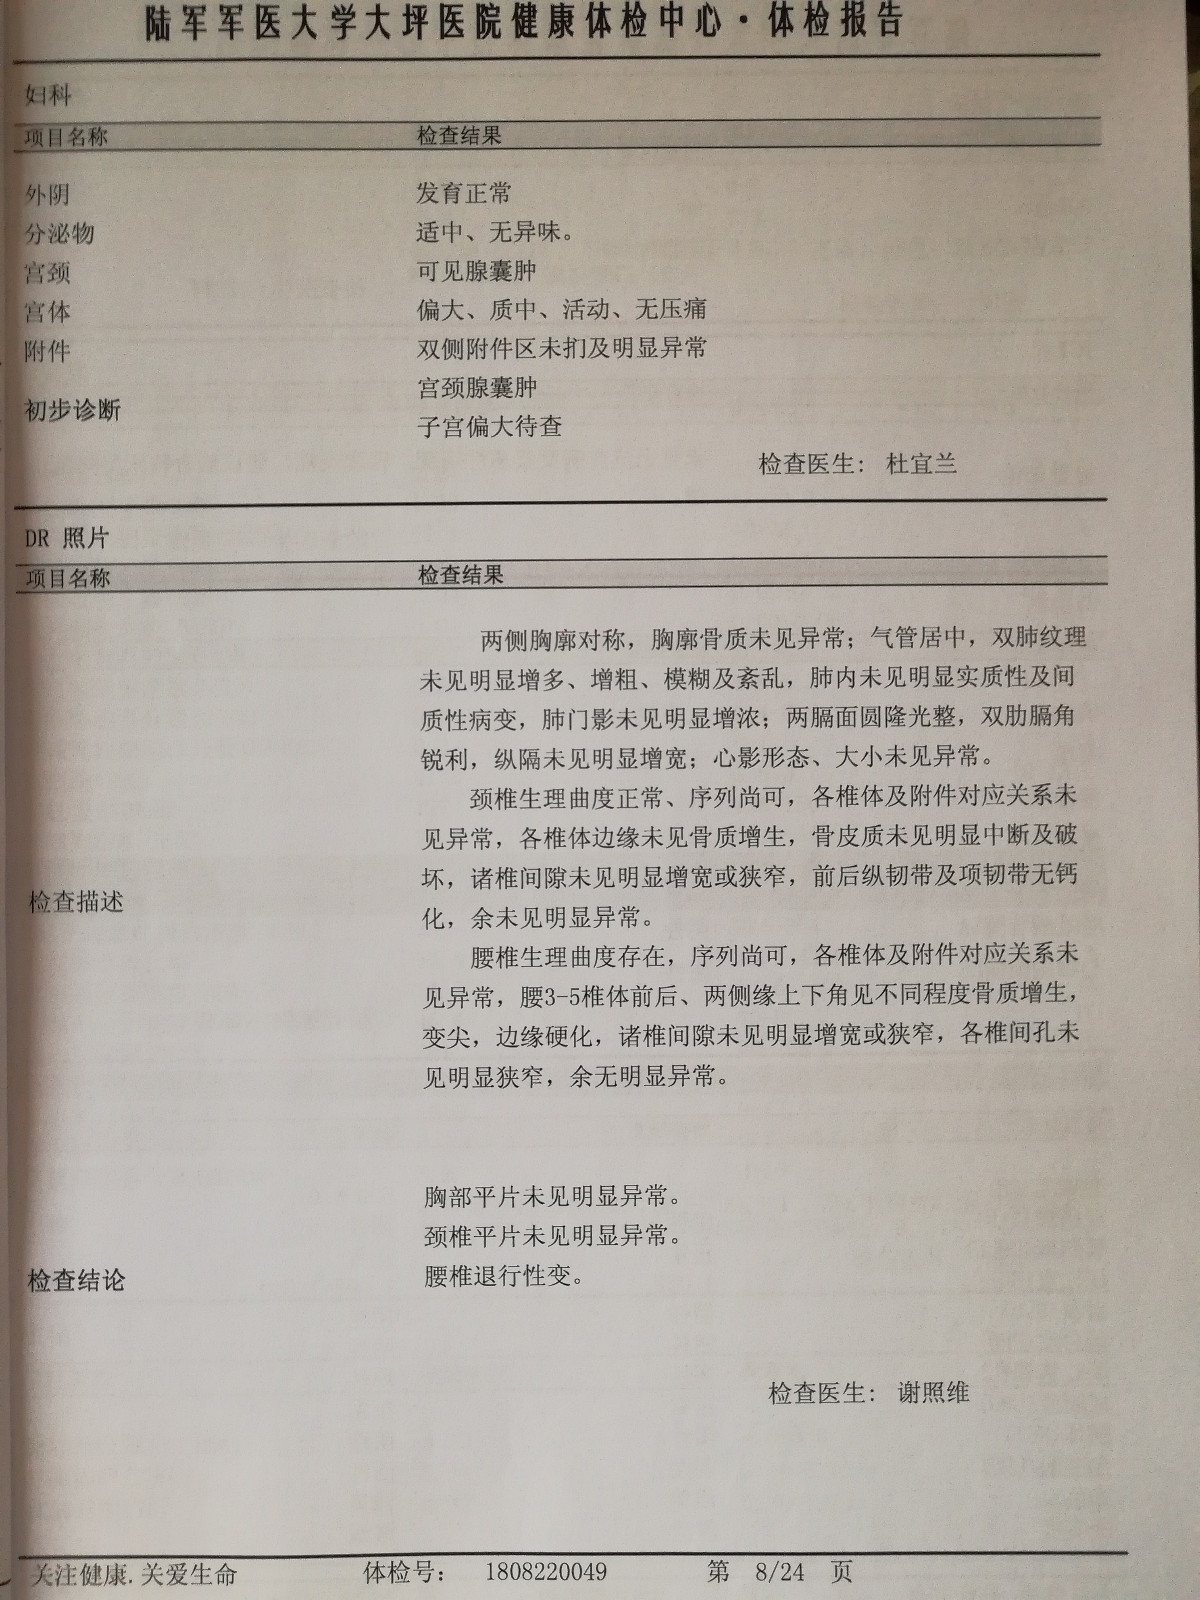 陆军军医大学大坪医院健康体检中心·体检报告
妇科
项目名称 检查结果
外阴 发育正常
分泌物 适中、无异味。
宫颈 可见腺囊肿
宫体 偏大、质中、活动、无压痛
附件 双侧附件区未扪及明显异常
初步诊断 宫颈腺囊肿
子宫偏大待查
检查医生: 杜宜兰
DR 照片
项目名称 检查结果
检查描述
两侧胸廓对称，胸廓骨质未见异常；气管居中，双肺纹理
未见明显增多、增粗、模糊及紊乱，肺内未见明显实质性及间
质性病变，肺门影未见明显增浓；两膈面圆隆光整，双肋膈角
锐利，纵隔未见明显增宽；心影形态、大小未见异常。
颈椎生理曲度正常、序列尚可，各椎体及附件对应关系未
见异常，各椎体边缘未见骨质增生，骨皮质未见明显中断及破
坏，诸椎间隙未见明显增宽或狭窄，前后纵韧带及项韧带无钙
化，余未见明显异常。
腰椎生理曲度存在，序列尚可，各椎体及附件对应关系未
见异常，腰3-5椎体前后、两侧缘上下角见不同程度骨质增生，
变尖，边缘硬化，诸椎间隙未见明显增宽或狭窄，各椎间孔未
见明显狭窄，余无明显异常。
检查结论
胸部平片未见明显异常。
颈椎平片未见明显异常。
腰椎退行性变。
检查医生: 谢照维
关注健康.关爱生命 体检号: 1808220049 第 8/24 页